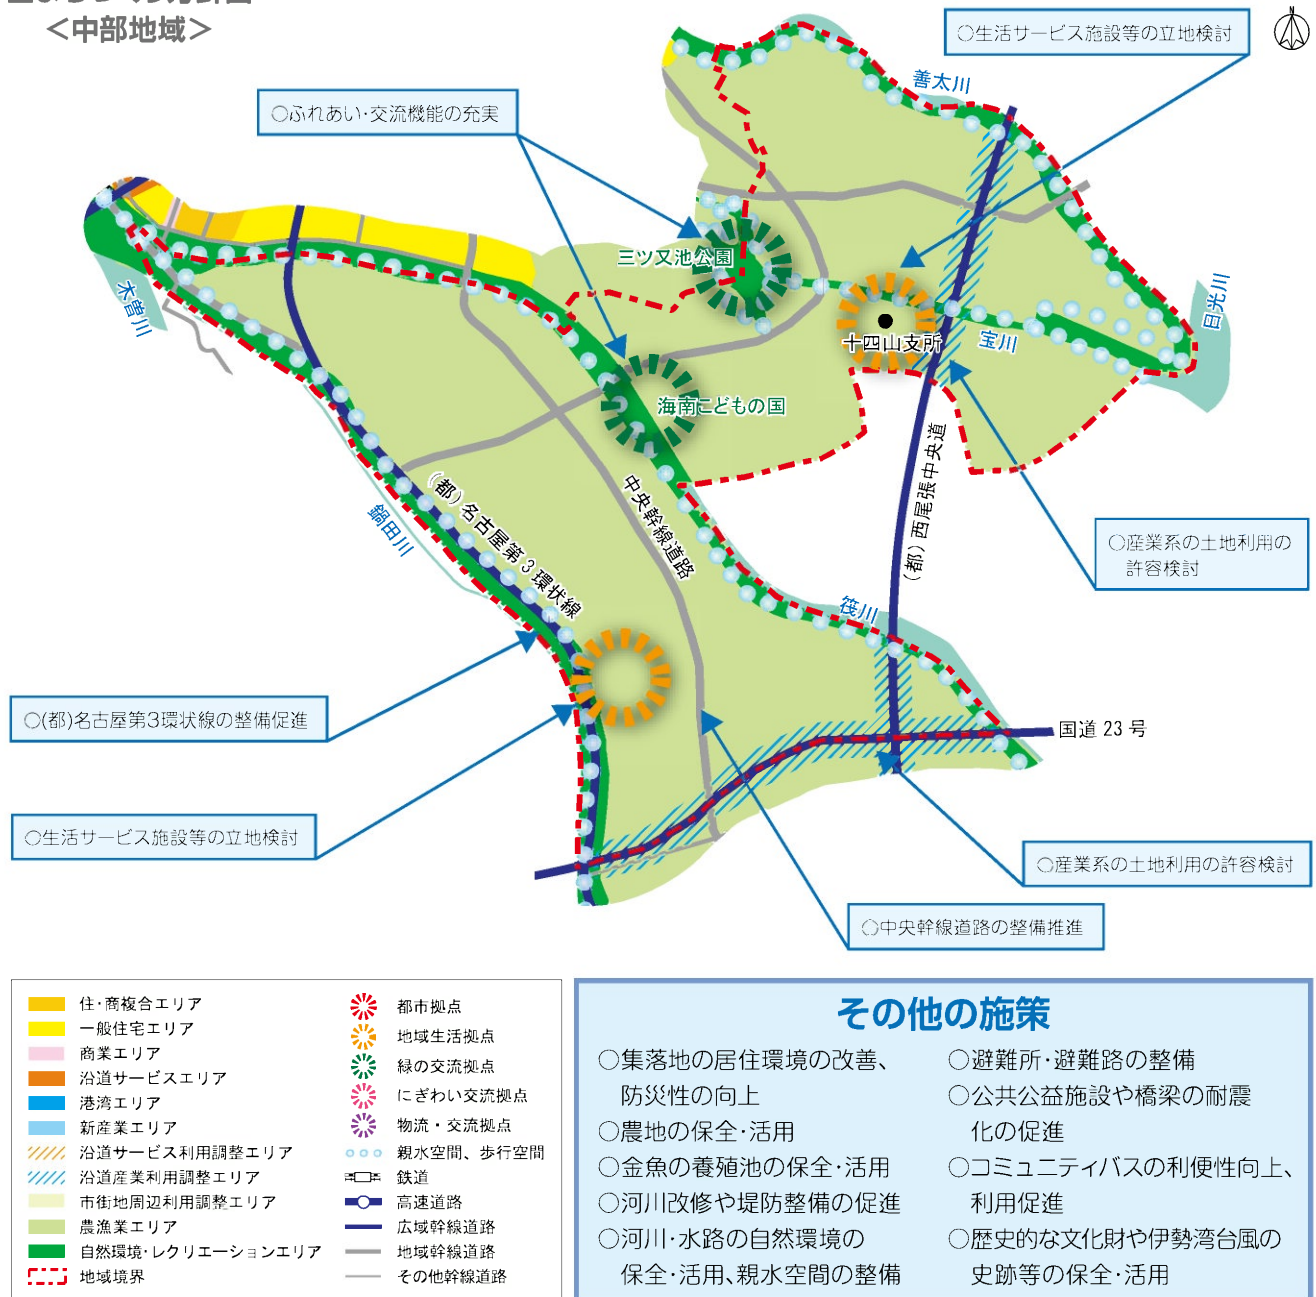 ＜中部地域＞
○生活サービス施設等の立地検討
N
○ふれあい・交流機能の充実
善太川
三ツ又池公園
木曽川
日光川
十四山支所
宝川
海南こどもの国
(都)西尾張中央道
(都)名古屋第3環状線
中央幹線道路
鍋田川
○産業系の土地利用の
許容検討
筏川
○(都)名古屋第3環状線の整備促進
国道 23 号
○生活サービス施設等の立地検討
○産業系の土地利用の許容検討
○中央幹線道路の整備推進
住・商複合エリア
一般住宅エリア
商業エリア
沿道サービスエリア
港湾エリア
新産業エリア
沿道サービス利用調整エリア
沿道産業利用調整エリア
市街地周辺利用調整エリア
農漁業エリア
自然環境・レクリエーションエリア
地域境界
都市拠点
地域生活拠点
緑の交流拠点
にぎわい交流拠点
物流・交流拠点
親水空間、歩行空間
鉄道
高速道路
広域幹線道路
地域幹線道路
その他幹線道路
その他の施策
○集落地の居住環境の改善、
防災性の向上
○農地の保全・活用
○金魚の養殖池の保全・活用
○河川改修や堤防整備の促進
○河川・水路の自然環境の
保全・活用、親水空間の整備
○避難所・避難路の整備
○公共公益施設や橋梁の耐震
化の促進
○コミュニティバスの利便性向上、
利用促進
○歴史的な文化財や伊勢湾台風の
史跡等の保全・活用